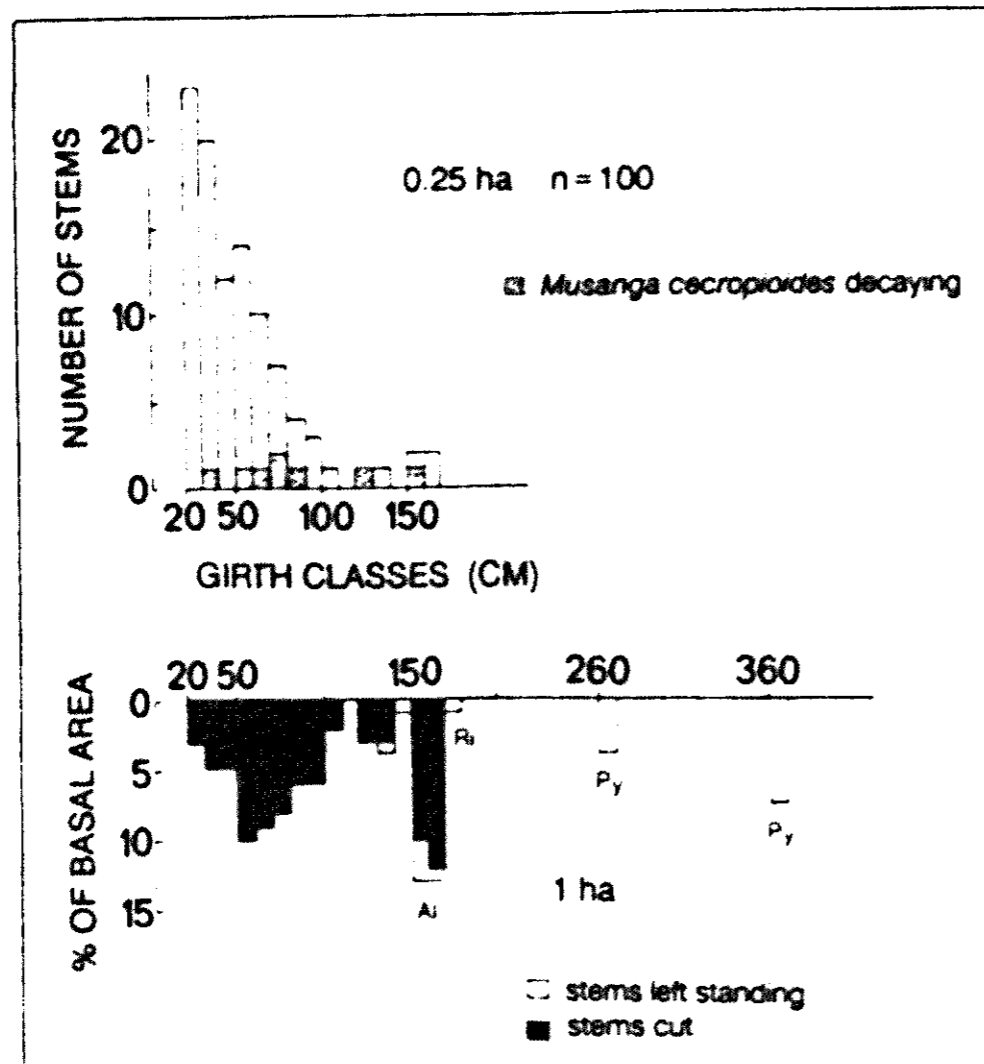 NUMBER OF STEMS
20
10
0
0.25 ha n = 100
Musanga cecropioides decaying
20 50 100 150
GIRTH CLASSES (CM)
20 50 150 260 360
% OF BASAL AREA
0
5
10
15
Ri
Py
Py
Ai
1 ha
stems left standing
stems cut